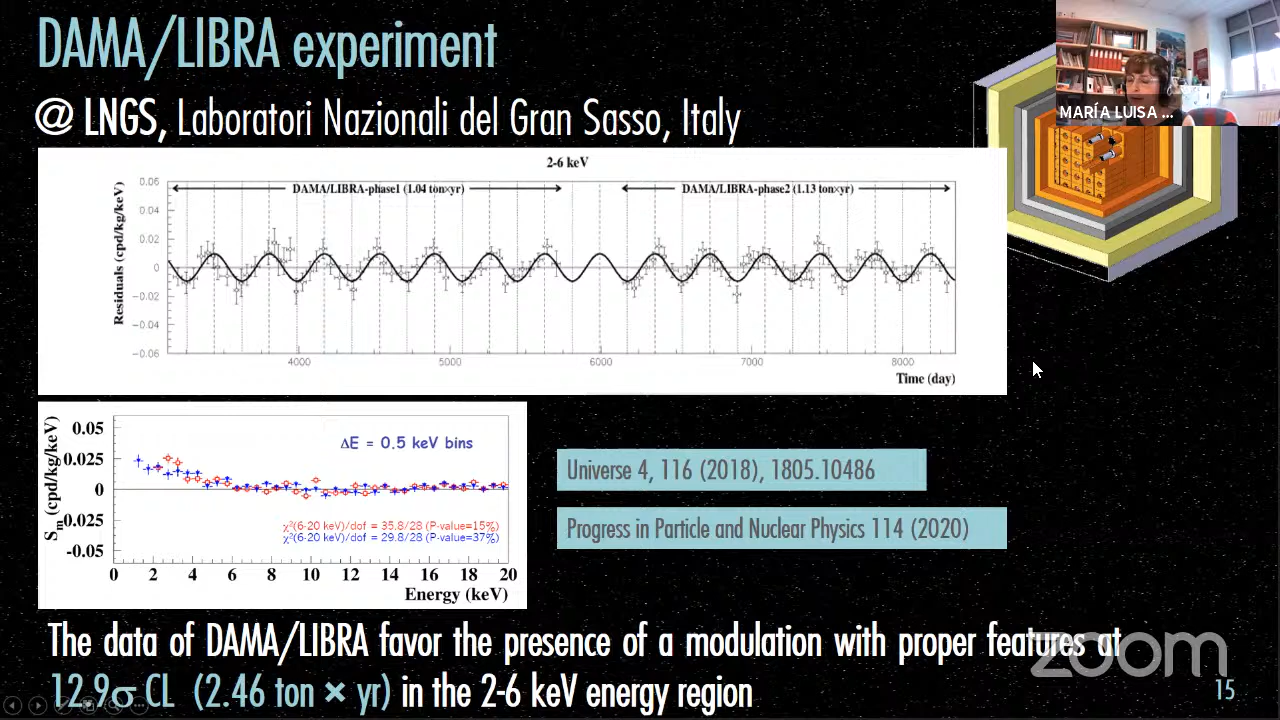 DAMA/LIBRA experiment
@ LNGS, Laboratori Nazionali del Gran Sasso, Italy
MARÍA LUISA ...
2-6 keV
DAMA/LIBRA-phase1 (1.04 ton×yr)
DAMA/LIBRA-phase2 (1.13 ton×yr)
Residuals (cpd/kg/keV)
0.06
0.04
0.02
0
-0.02
-0.04
-0.06
4000 5000 6000 7000 8000
Time (day)
ΔE = 0.5 keV bins
Sm (cpd/kg/keV)
0.05
0.025
0
-0.025
-0.05
χ²(6-20 keV)/dof = 35.8/28 (P-value=15%)
χ²(6-20 keV)/dof = 29.8/28 (P-value=37%)
0 2 4 6 8 10 12 14 16 18 20
Energy (keV)
Universe 4, 116 (2018), 1805.10486
Progress in Particle and Nuclear Physics 114 (2020)
The data of DAMA/LIBRA favor the presence of a modulation with proper features at
12.9σ CL (2.46 ton × yr) in the 2-6 keV energy region
zoom
15